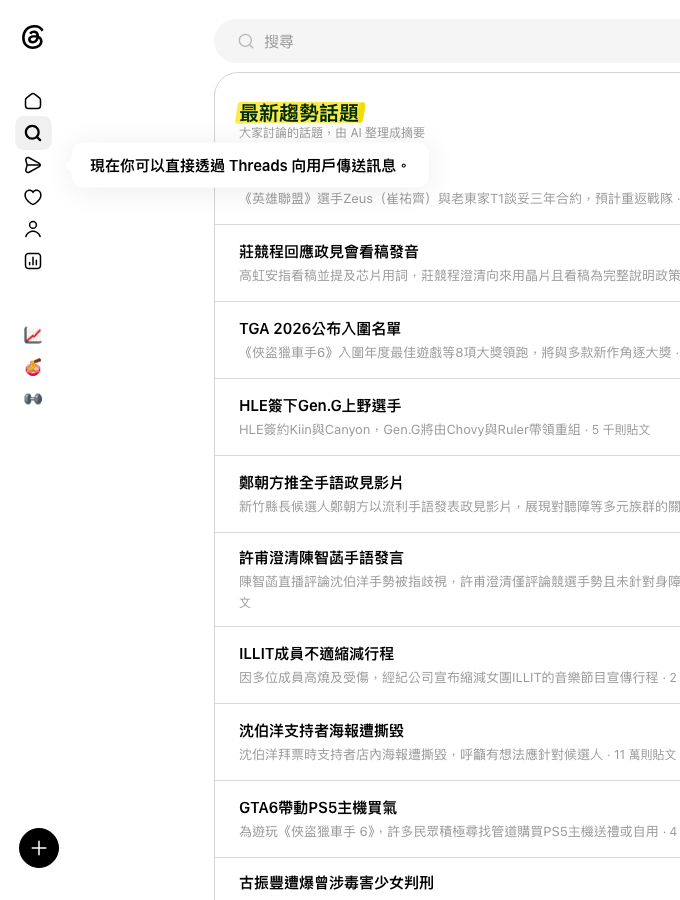 搜尋
最新趨勢話題
大家討論的話題，由 AI 整理成摘要
現在你可以直接透過 Threads 向用戶傳送訊息。
《英雄聯盟》選手Zeus（崔祐齊）與老東家T1談妥三年合約，預計重返戰隊 ·
莊競程回應政見會看稿發音
高虹安指看稿並提及芯片用詞，莊競程澄清向來用晶片且看稿為完整說明政策
TGA 2026公布入圍名單
《俠盜獵車手6》入圍年度最佳遊戲等8項大獎領跑，將與多款新作角逐大獎 ·
HLE簽下Gen.G上野選手
HLE簽約Kiin與Canyon，Gen.G將由Chovy與Ruler帶領重組 · 5 千則貼文
鄭朝方推全手語政見影片
新竹縣長候選人鄭朝方以流利手語發表政見影片，展現對聽障等多元族群的關
許甫澄清陳智菡手語發言
陳智菡直播評論沈伯洋手勢被指歧視，許甫澄清僅評論競選手勢且未針對身障
文
ILLIT成員不適縮減行程
因多位成員高燒及受傷，經紀公司宣布縮減女團ILLIT的音樂節目宣傳行程 · 2
沈伯洋支持者海報遭撕毀
沈伯洋拜票時支持者店內海報遭撕毀，呼籲有想法應針對候選人 · 11 萬則貼文
GTA6帶動PS5主機買氣
為遊玩《俠盜獵車手 6》，許多民眾積極尋找管道購買PS5主機送禮或自用 · 4
古振豐遭爆曾涉毒害少女判刑